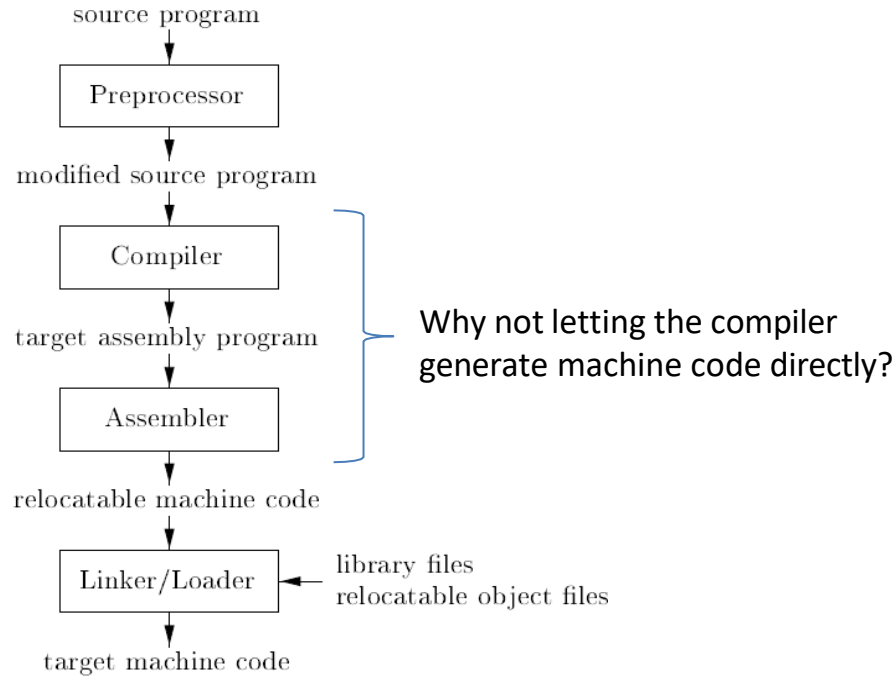 source program
Preprocessor
modified source program
Compiler
target assembly program
Why not letting the compiler
generate machine code directly?
Assembler
relocatable machine code
Linker/Loader
library files
relocatable object files
target machine code